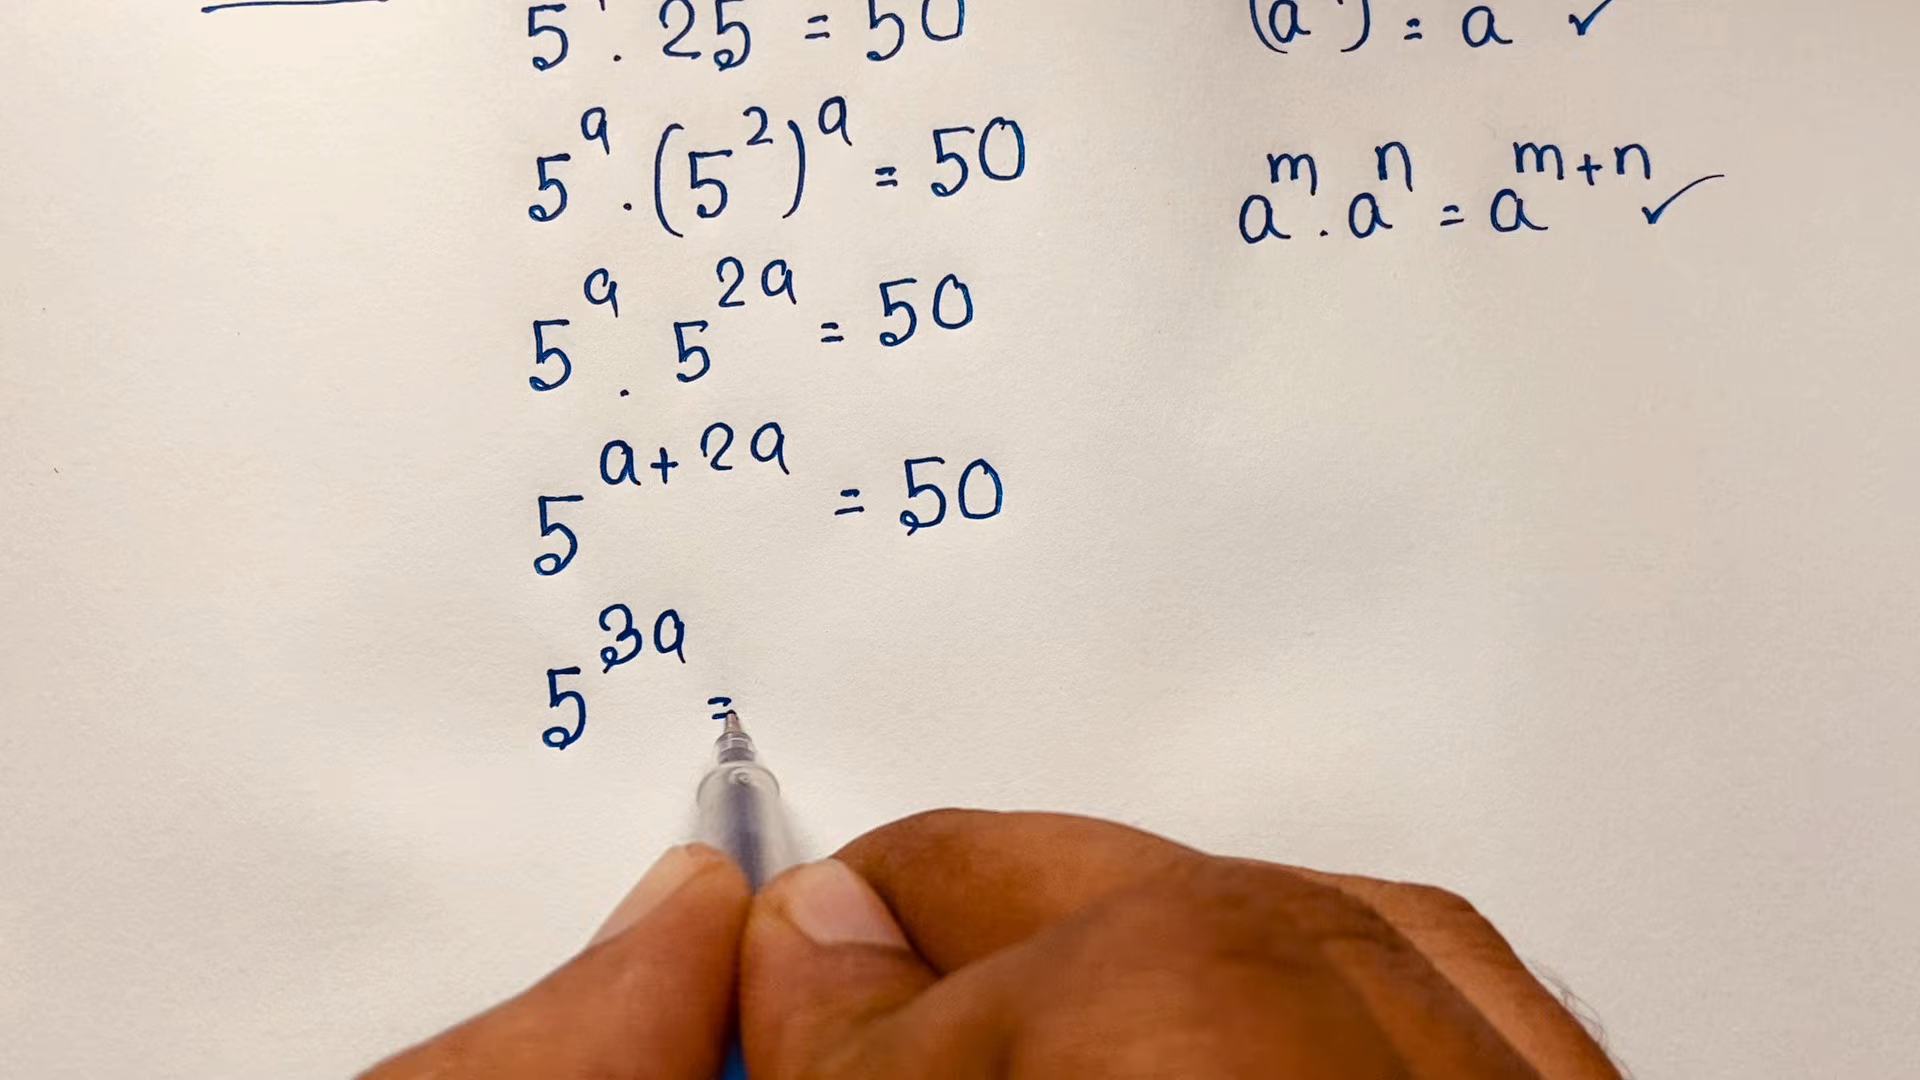 5 . 25 = 50
5^a . (5^2)^a = 50
5^a . 5^2a = 50
5^a+2a = 50
5^3a =
(a ) = a ✓
a^m . a^n = a^m+n ✓